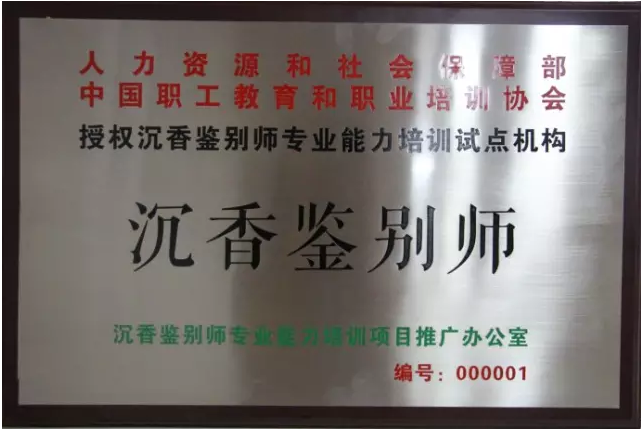 人力资源和社会保障部
中国职工教育和职业培训协会
授权沉香鉴别师专业能力培训试点机构
沉香鉴别师
沉香鉴别师专业能力培训项目推广办公室
编号：000001